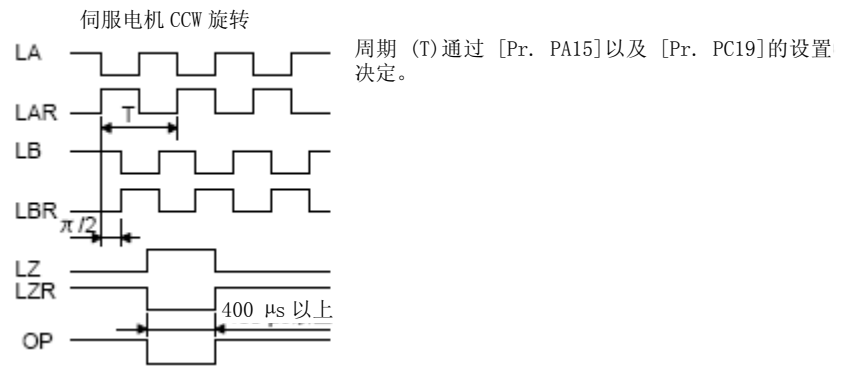 伺服电机 CCW 旋转
周期 (T)通过 [Pr. PA15]以及 [Pr. PC19]的设置
决定。
LA
LAR
T
LB
LBR
π/2
LZ
LZR
400 μs 以上
OP